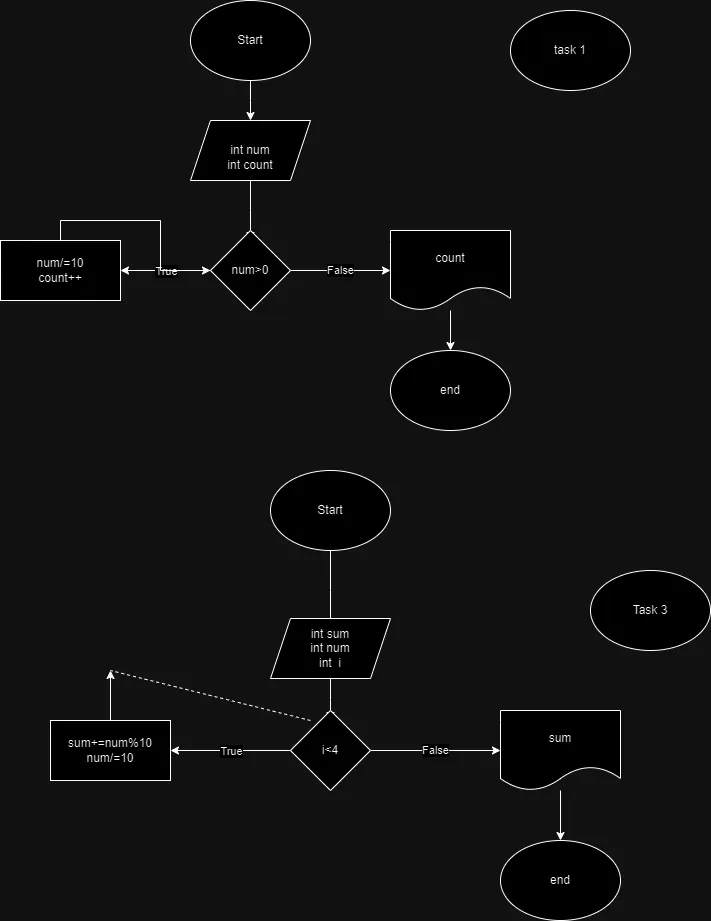 Start
task 1
int num
int count
num/=10
count++
True
num>0
False
count
end
Start
Task 3
int sum
int num
int i
sum+=num%10
num/=10
True
i<4
False
sum
end